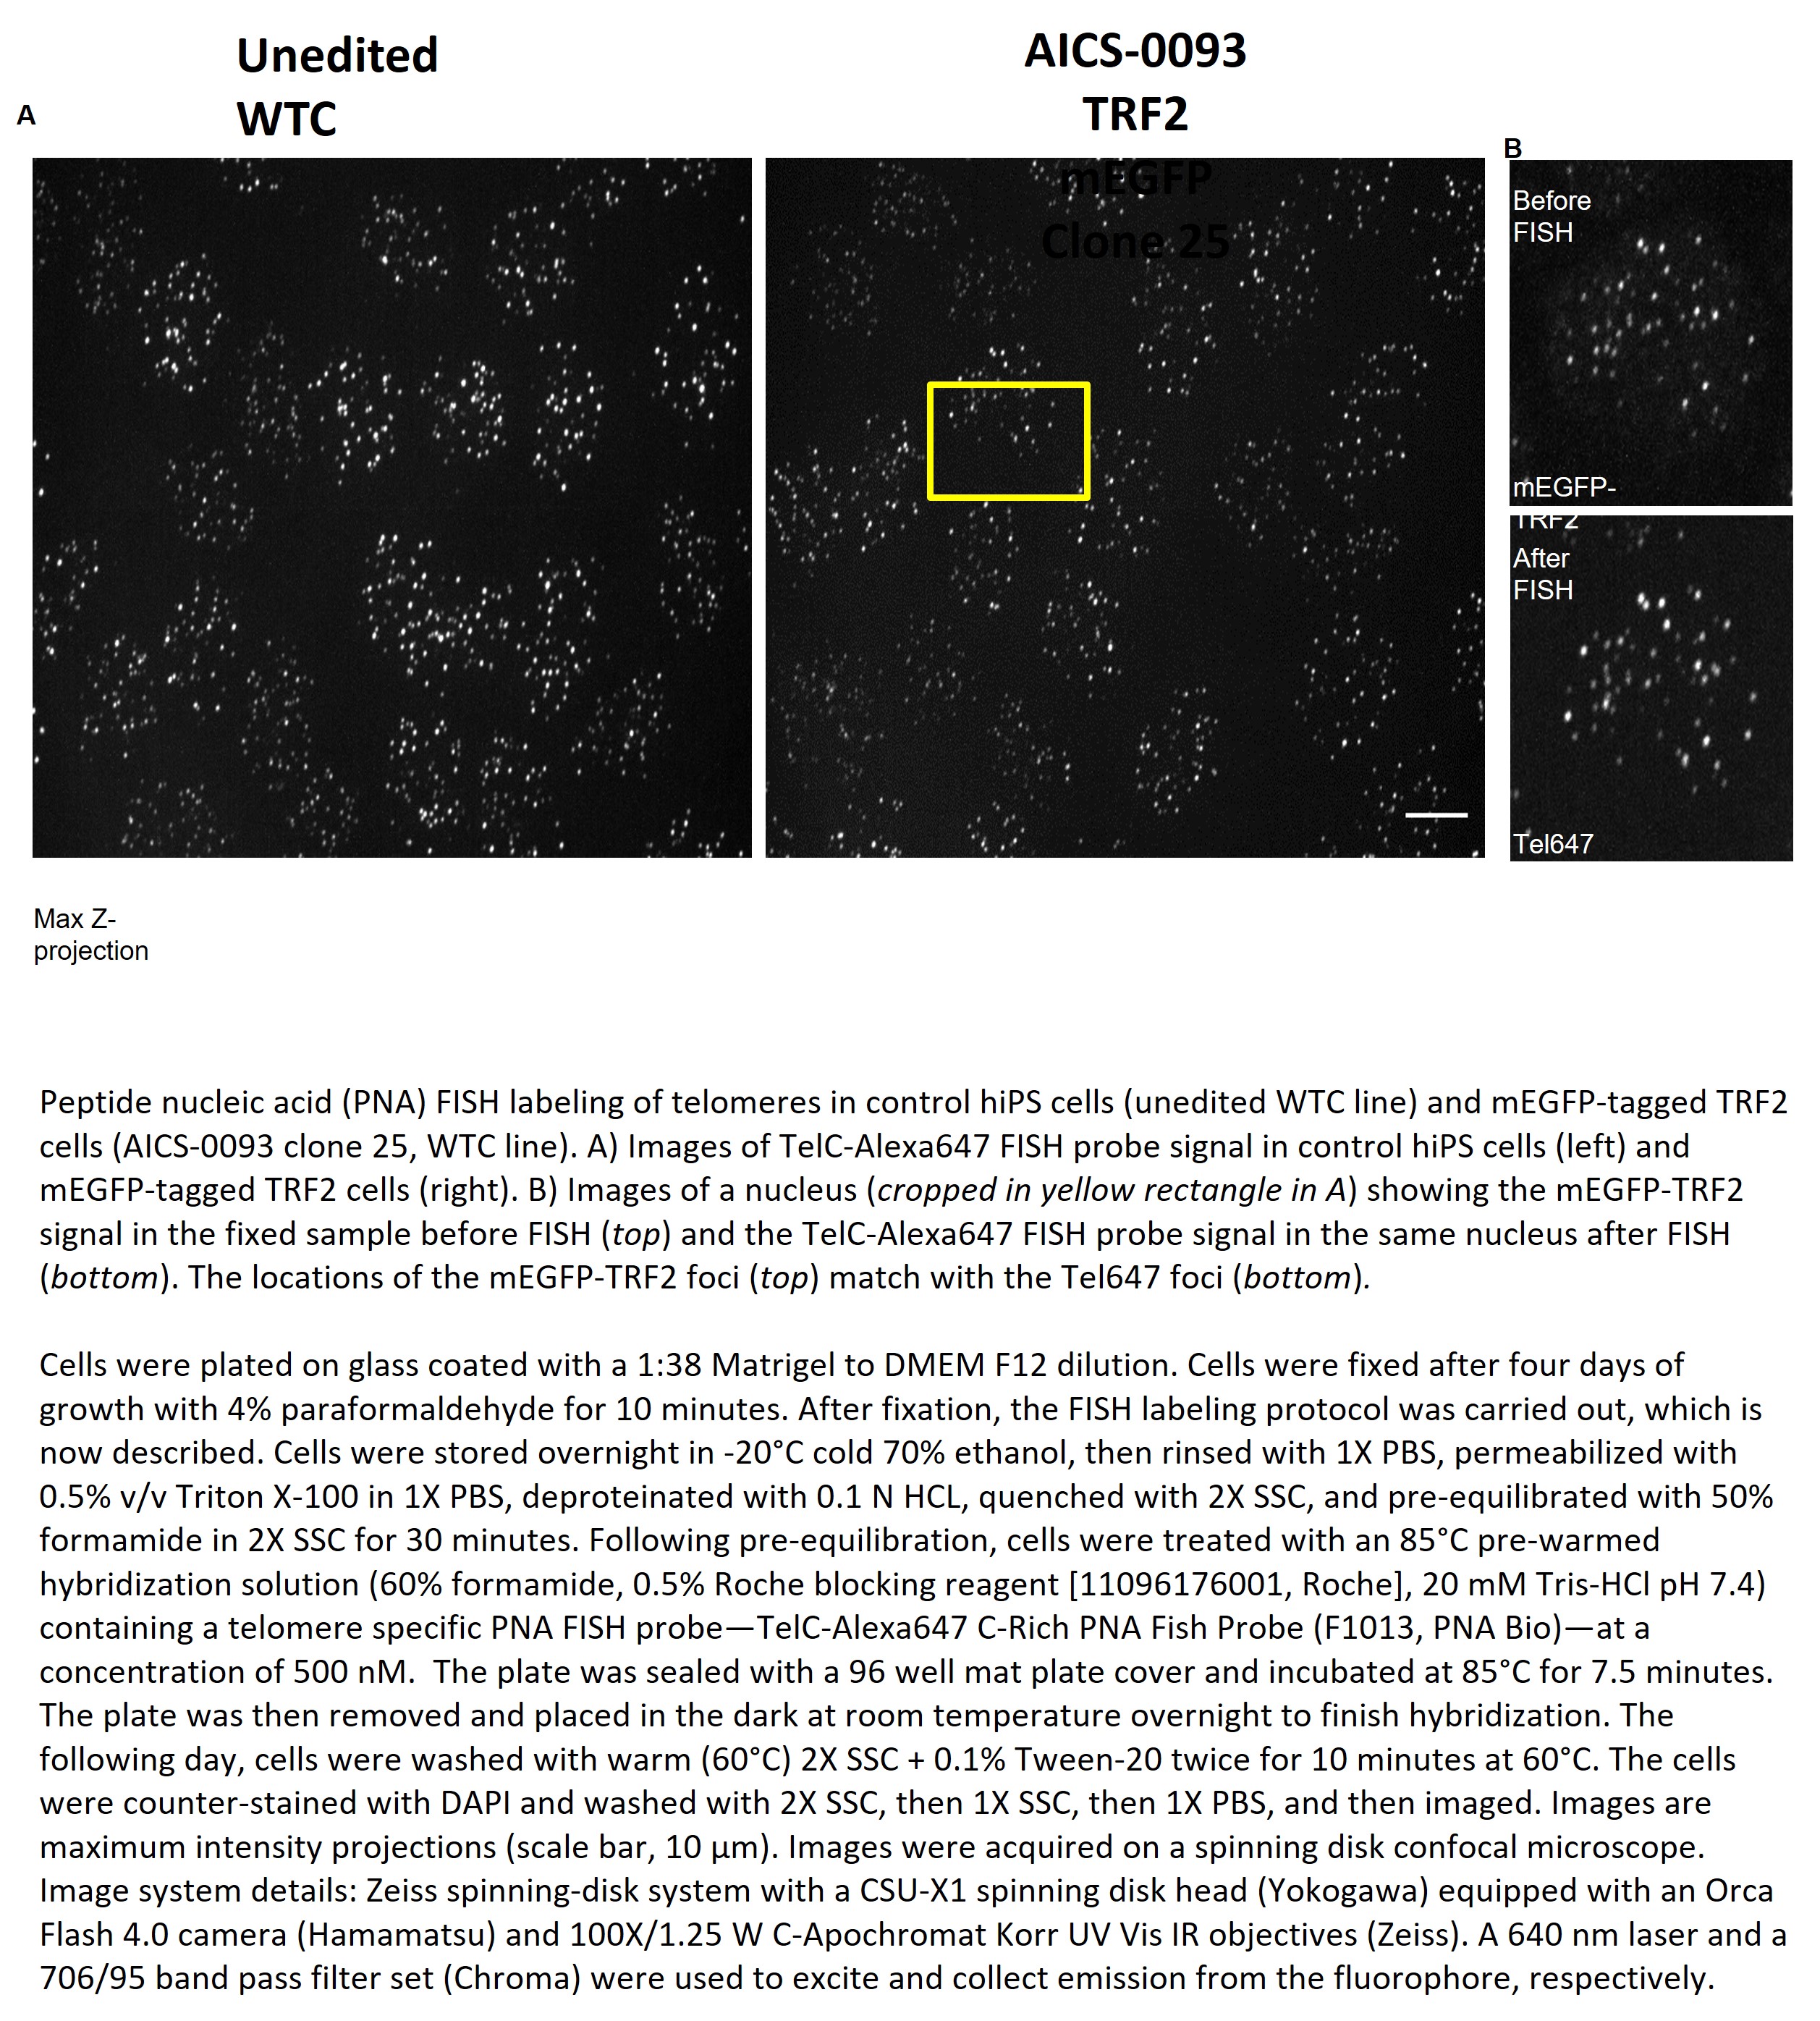 Unedited
WTC
AICS-0093
TRF2
mEGFP
Clone 25
A
B
Before
FISH
mEGFP-
TRF2
After
FISH
Tel647
Max Z-
projection
Peptide nucleic acid (PNA) FISH labeling of telomeres in control hiPS cells (unedited WTC line) and mEGFP-tagged TRF2
cells (AICS-0093 clone 25, WTC line). A) Images of TelC-Alexa647 FISH probe signal in control hiPS cells (left) and
mEGFP-tagged TRF2 cells (right). B) Images of a nucleus (cropped in yellow rectangle in A) showing the mEGFP-TRF2
signal in the fixed sample before FISH (top) and the TelC-Alexa647 FISH probe signal in the same nucleus after FISH
(bottom). The locations of the mEGFP-TRF2 foci (top) match with the Tel647 foci (bottom).
Cells were plated on glass coated with a 1:38 Matrigel to DMEM F12 dilution. Cells were fixed after four days of
growth with 4% paraformaldehyde for 10 minutes. After fixation, the FISH labeling protocol was carried out, which is
now described. Cells were stored overnight in -20°C cold 70% ethanol, then rinsed with 1X PBS, permeabilized with
0.5% v/v Triton X-100 in 1X PBS, deproteinated with 0.1 N HCL, quenched with 2X SSC, and pre-equilibrated with 50%
formamide in 2X SSC for 30 minutes. Following pre-equilibration, cells were treated with an 85°C pre-warmed
hybridization solution (60% formamide, 0.5% Roche blocking reagent [11096176001, Roche], 20 mM Tris-HCl pH 7.4)
containing a telomere specific PNA FISH probe—TelC-Alexa647 C-Rich PNA Fish Probe (F1013, PNA Bio)—at a
concentration of 500 nM.  The plate was sealed with a 96 well mat plate cover and incubated at 85°C for 7.5 minutes.
The plate was then removed and placed in the dark at room temperature overnight to finish hybridization. The
following day, cells were washed with warm (60°C) 2X SSC + 0.1% Tween-20 twice for 10 minutes at 60°C. The cells
were counter-stained with DAPI and washed with 2X SSC, then 1X SSC, then 1X PBS, and then imaged. Images are
maximum intensity projections (scale bar, 10 µm). Images were acquired on a spinning disk confocal microscope.
Image system details: Zeiss spinning-disk system with a CSU-X1 spinning disk head (Yokogawa) equipped with an Orca
Flash 4.0 camera (Hamamatsu) and 100X/1.25 W C-Apochromat Korr UV Vis IR objectives (Zeiss). A 640 nm laser and a
706/95 band pass filter set (Chroma) were used to excite and collect emission from the fluorophore, respectively.